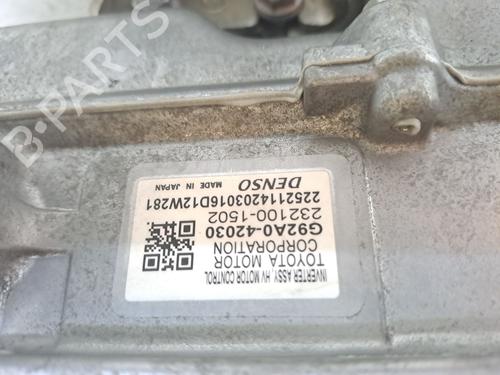 INVERTER ASSY, HV MOTOR CONTROL
TOYOTA MOTOR
CORPORATION
G92A0-42030
232100-1502
2252114203016D12W281
DENSO MADE IN JAPAN
B-PARTS